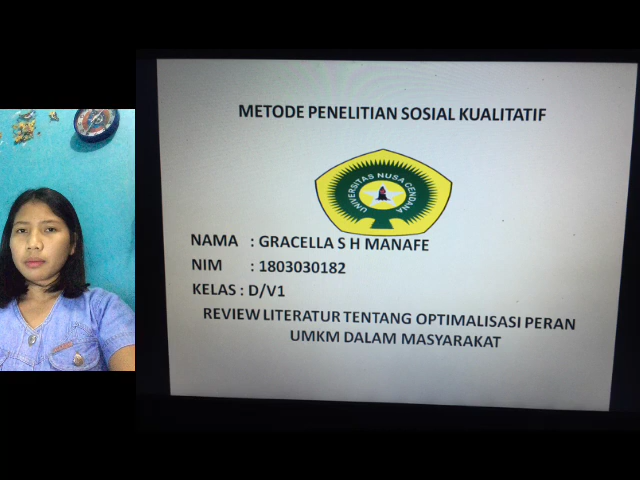 METODE PENELITIAN SOSIAL KUALITATIF
UNIVERSITAS NUSA CENDANA
NAMA : GRACELLA S H MANAFE
NIM : 1803030182
KELAS : D/V1
REVIEW LITERATUR TENTANG OPTIMALISASI PERAN
UMKM DALAM MASYARAKAT